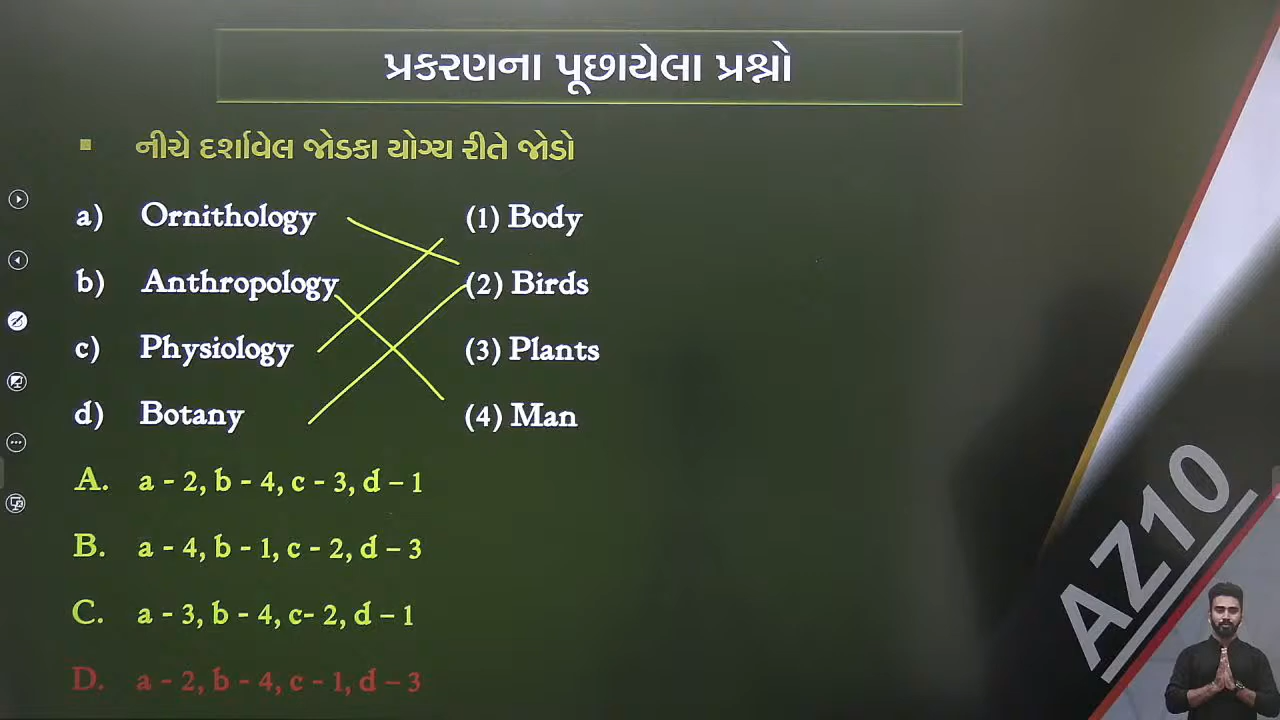 પ્રકરણના પૂછાયેલા પ્રશ્નો
▪ નીચે દર્શાવેલ જોડકા યોગ્ય રીતે જોડો
a) Ornithology (1) Body
b) Anthropology (2) Birds
c) Physiology (3) Plants
d) Botany (4) Man
A. a - 2, b - 4, c - 3, d – 1
B. a - 4, b - 1, c - 2, d – 3
C. a - 3, b - 4, c- 2, d – 1
D. a - 2, b - 4, c - 1, d – 3
AZ10